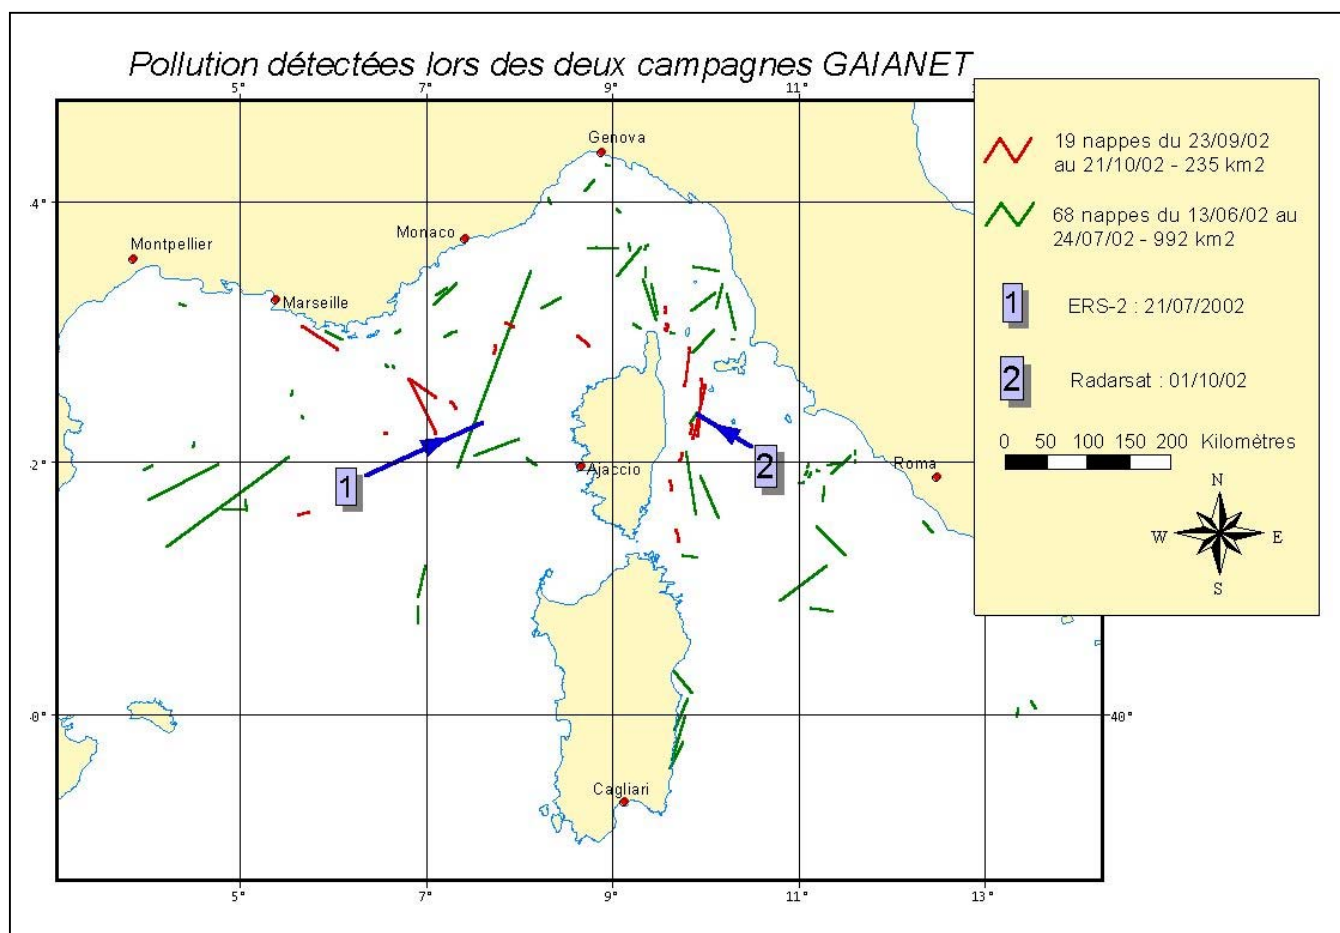 Pollution détectées lors des deux campagnes GAIANET
5° 7° 9° 11°
Genova
Monaco
Montpellier
Marseille
Ajaccio
Roma
Cagliari
1
2
19 nappes du 23/09/02
au 21/10/02 - 235 km2
68 nappes du 13/06/02 au
24/07/02 - 992 km2
1 ERS-2 : 21/07/2002
2 Radarsat : 01/10/02
0 50 100 150 200 Kilomètres
N
W E
S
4°
2°
0° 40°
5° 7° 9° 11° 13°